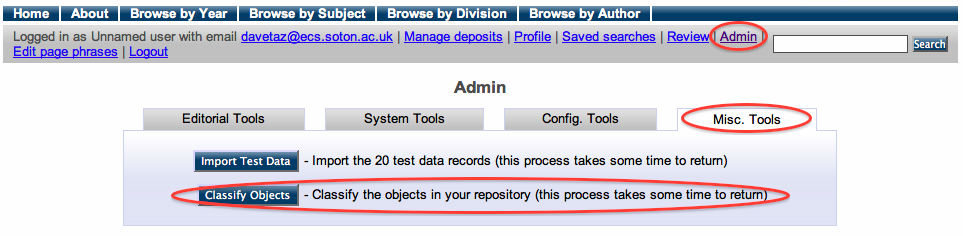 Home About Browse by Year Browse by Subject Browse by Division Browse by Author
Logged in as Unnamed user with email davetaz@ecs.soton.ac.uk | Manage deposits | Profile | Saved searches | Review | Admin |
Edit page phrases | Logout
Search
Admin
Editorial Tools System Tools Config. Tools Misc. Tools
Import Test Data - Import the 20 test data records (this process takes some time to return)
Classify Objects - Classify the objects in your repository (this process takes some time to return)